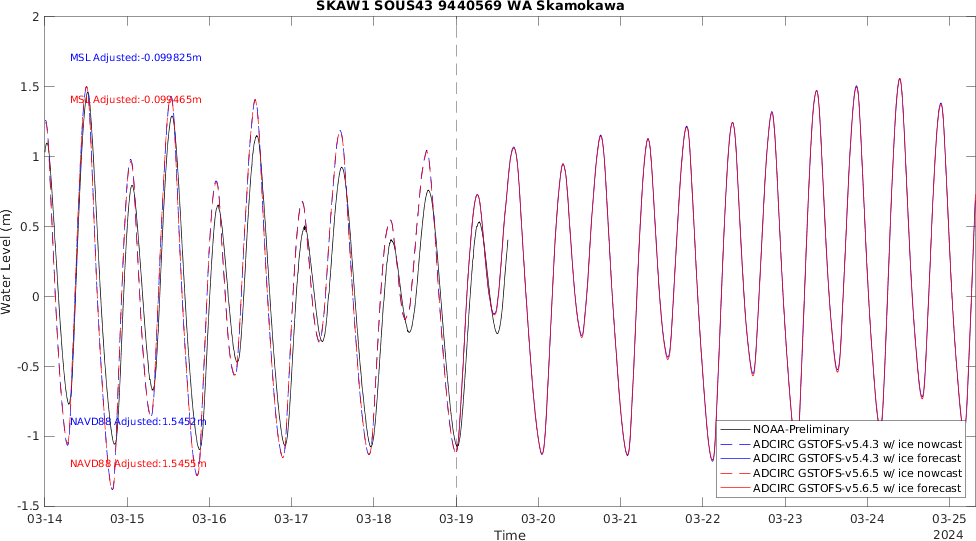 SKAW1 SOUS43 9440569 WA Skamokawa
2
1.5
1
0.5
0
-0.5
-1
-1.5
Water Level (m)
MSL Adjusted:-0.099825m
MSL Adjusted:-0.099465m
NAVD88 Adjusted:1.5452m
NAVD88 Adjusted:1.5455m
NOAA-Preliminary
ADCIRC GSTOFS-v5.4.3 w/ ice nowcast
ADCIRC GSTOFS-v5.4.3 w/ ice forecast
ADCIRC GSTOFS-v5.6.5 w/ ice nowcast
ADCIRC GSTOFS-v5.6.5 w/ ice forecast
03-14 03-15 03-16 03-17 03-18 03-19 03-20 03-21 03-22 03-23 03-24 03-25
Time
2024